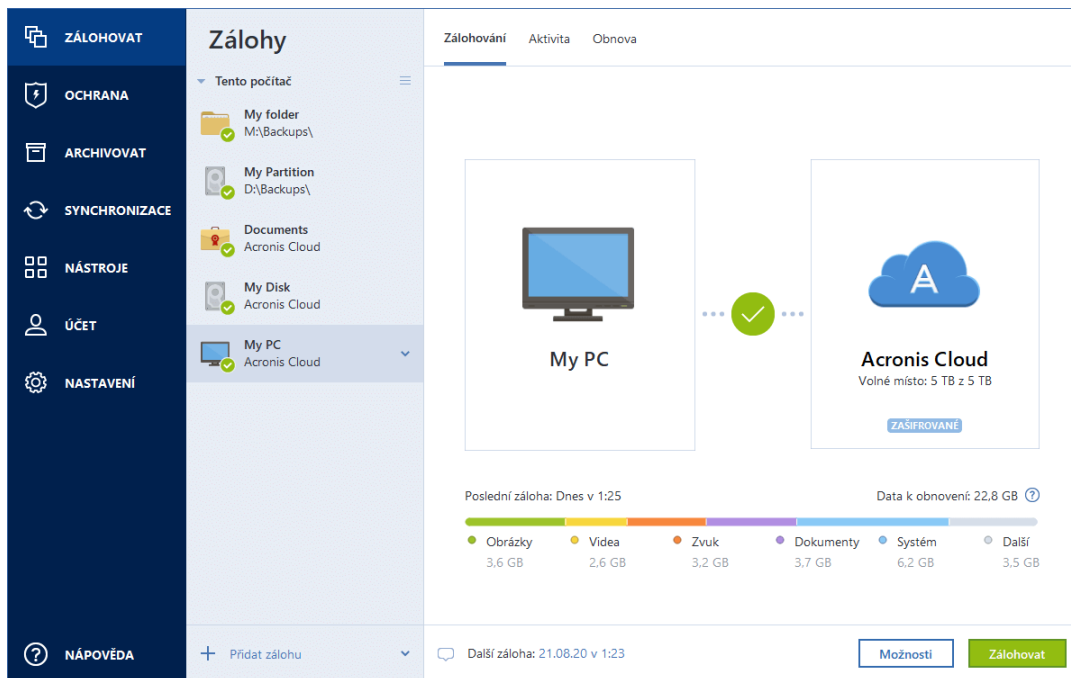 ZÁLOHOVAT
OCHRANA
ARCHIVOVAT
SYNCHRONIZACE
NÁSTROJE
ÚČET
NASTAVENÍ
NÁPOVĚDA
Zálohy
Tento počítač
My folder
M:\Backups\
My Partition
D:\Backups\
Documents
Acronis Cloud
My Disk
Acronis Cloud
My PC
Acronis Cloud
Přidat zálohu
Zálohování Aktivita Obnova
My PC
Acronis Cloud
Volné místo: 5 TB z 5 TB
ZAŠIFROVANÉ
Poslední záloha: Dnes v 1:25 Data k obnovení: 22,8 GB
Obrázky Videa Zvuk Dokumenty Systém Další
3,6 GB 2,6 GB 3,2 GB 3,7 GB 6,2 GB 3,5 GB
Další záloha: 21.08.20 v 1:23 Možnosti Zálohovat